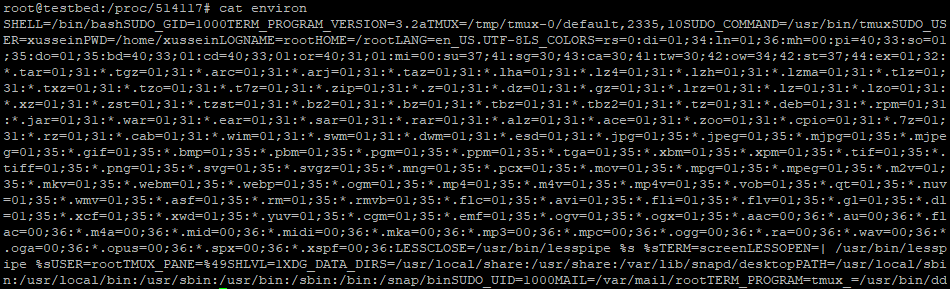 root@testbed:/proc/514117# cat environ
SHELL=/bin/bashSUDO_GID=1000TERM_PROGRAM_VERSION=3.2aTMUX=/tmp/tmux-0/default,2335,10SUDO_COMMAND=/usr/bin/tmuxSUDO_US
ER=xusseinPWD=/home/xusseinLOGNAME=rootHOME=/rootLANG=en_US.UTF-8LS_COLORS=rs=0:di=01;34:ln=01;36:mh=00:pi=40;33:so=01
;35:do=01;35:bd=40;33;01:cd=40;33;01:or=40;31;01:mi=00:su=37;41:sg=30;43:ca=30;41:tw=30;42:ow=34;42:st=37;44:ex=01;32:
*.tar=01;31:*.tgz=01;31:*.arc=01;31:*.arj=01;31:*.taz=01;31:*.lha=01;31:*.lz4=01;31:*.lzh=01;31:*.lzma=01;31:*.tlz=01;
31:*.txz=01;31:*.tzo=01;31:*.t7z=01;31:*.zip=01;31:*.z=01;31:*.dz=01;31:*.gz=01;31:*.lrz=01;31:*.lz=01;31:*.lzo=01;31:
*.xz=01;31:*.zst=01;31:*.tzst=01;31:*.bz2=01;31:*.bz=01;31:*.tbz=01;31:*.tbz2=01;31:*.tz=01;31:*.deb=01;31:*.rpm=01;31
:*.jar=01;31:*.war=01;31:*.ear=01;31:*.sar=01;31:*.rar=01;31:*.alz=01;31:*.ace=01;31:*.zoo=01;31:*.cpio=01;31:*.7z=01;
31:*.rz=01;31:*.cab=01;31:*.wim=01;31:*.swm=01;31:*.dwm=01;31:*.esd=01;31:*.jpg=01;35:*.jpeg=01;35:*.mjpg=01;35:*.mjpe
g=01;35:*.gif=01;35:*.bmp=01;35:*.pbm=01;35:*.pgm=01;35:*.ppm=01;35:*.tga=01;35:*.xbm=01;35:*.xpm=01;35:*.tif=01;35:*.
tiff=01;35:*.png=01;35:*.svg=01;35:*.svgz=01;35:*.mng=01;35:*.pcx=01;35:*.mov=01;35:*.mpg=01;35:*.mpeg=01;35:*.m2v=01;
35:*.mkv=01;35:*.webm=01;35:*.webp=01;35:*.ogm=01;35:*.mp4=01;35:*.m4v=01;35:*.mp4v=01;35:*.vob=01;35:*.qt=01;35:*.nuv
=01;35:*.wmv=01;35:*.asf=01;35:*.rm=01;35:*.rmvb=01;35:*.flc=01;35:*.avi=01;35:*.fli=01;35:*.flv=01;35:*.gl=01;35:*.dl
=01;35:*.xcf=01;35:*.xwd=01;35:*.yuv=01;35:*.cgm=01;35:*.emf=01;35:*.ogv=01;35:*.ogx=01;35:*.aac=00;36:*.au=00;36:*.fl
ac=00;36:*.m4a=00;36:*.mid=00;36:*.midi=00;36:*.mka=00;36:*.mp3=00;36:*.mpc=00;36:*.ogg=00;36:*.ra=00;36:*.wav=00;36:*
.oga=00;36:*.opus=00;36:*.spx=00;36:*.xspf=00;36:LESSCLOSE=/usr/bin/lesspipe %s %sTERM=screenLESSOPEN=| /usr/bin/lessp
ipe %sUSER=rootTMUX_PANE=%49SHLVL=1XDG_DATA_DIRS=/usr/local/share:/usr/share:/var/lib/snapd/desktopPATH=/usr/local/sbi
n:/usr/local/bin:/usr/sbin:/usr/bin:/sbin:/bin:/snap/binSUDO_UID=1000MAIL=/var/mail/rootTERM_PROGRAM=tmux_=/usr/bin/di